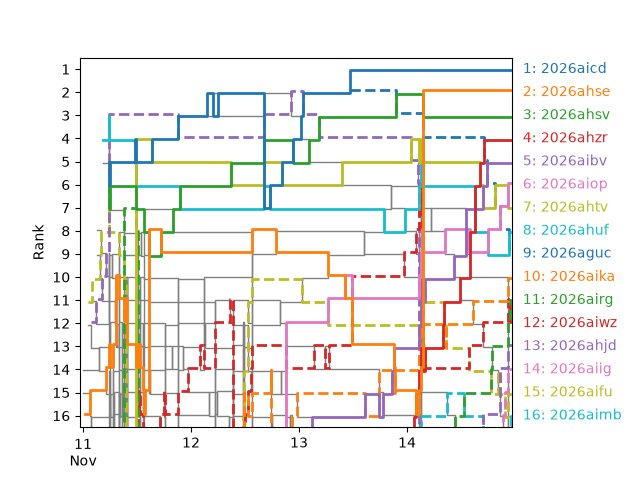 1
2
3
4
5
6
7
8
9
10
11
12
13
14
15
16
Rank
11
12
13
14
Nov
1: 2026aicd
2: 2026ahse
3: 2026ahsv
4: 2026ahzr
5: 2026aibv
6: 2026aiop
7: 2026ahtv
8: 2026ahuf
9: 2026aguc
10: 2026aika
11: 2026airg
12: 2026aiwz
13: 2026ahjd
14: 2026aiig
15: 2026aifu
16: 2026aimb